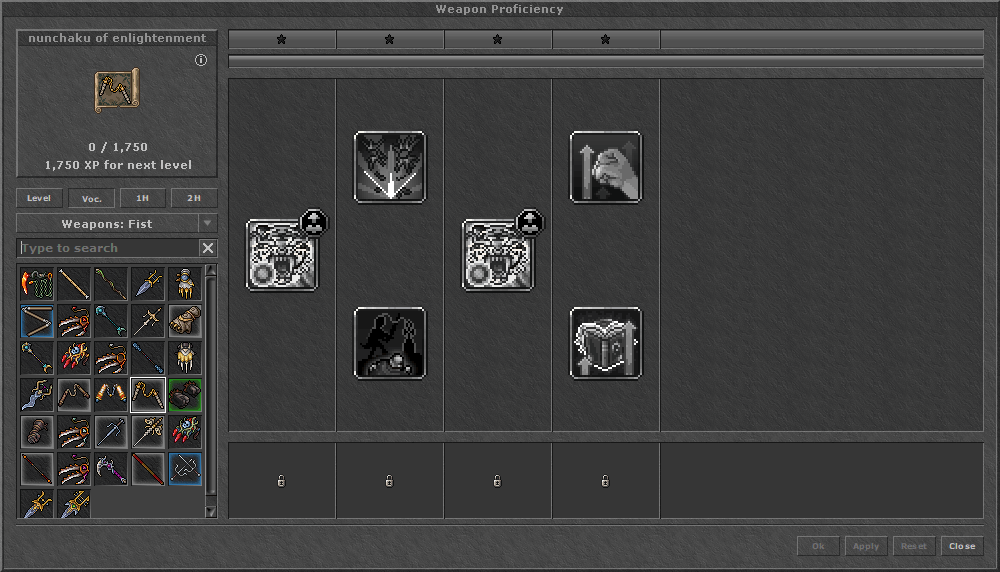 Weapon Proficiency
nunchaku of enlightenment
0 / 1,750
1,750 XP for next level
Level
Voc.
1H
2H
Weapons: Fist
Type to search
Ok
Apply
Reset
Close